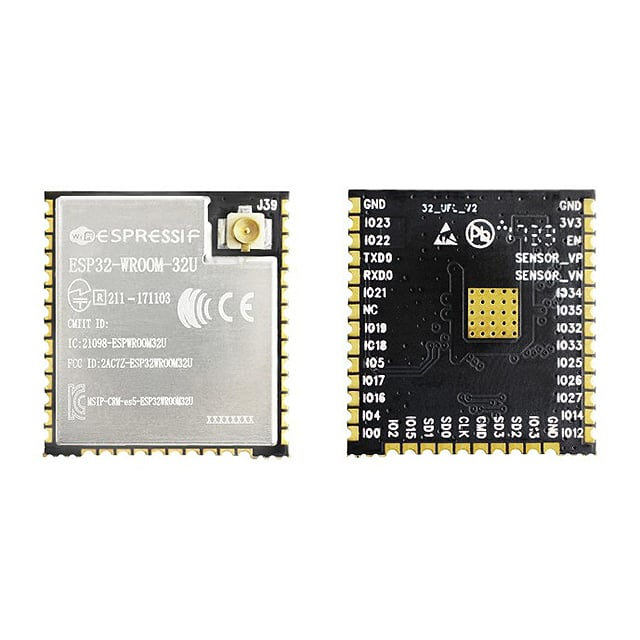 J39
WiFi ESPRESSIF
ESP32-WROOM-32U
R 211-171103
CE
CMIIT ID:
IC:21098-ESPWROOM32U
FCC ID:2AC7Z-ESP32WROOM32U
MSIP-CRM-es5-ESP32WROOM32U
XXXXXXXX
GND 32_UFL_V2 GND
IO23 Pb 3V3
IO22 EN
TXD0 SENSOR_VP
RXD0 SENSOR_VN
IO21 IO34
NC IO35
IO19 IO32
IO18 IO33
IO5 IO25
IO17 IO26
IO16 IO27
IO4 IO14
IO0 IO2 IO15 SD1 SD0 CLK CMD SD3 SD2 IO13 GND IO12